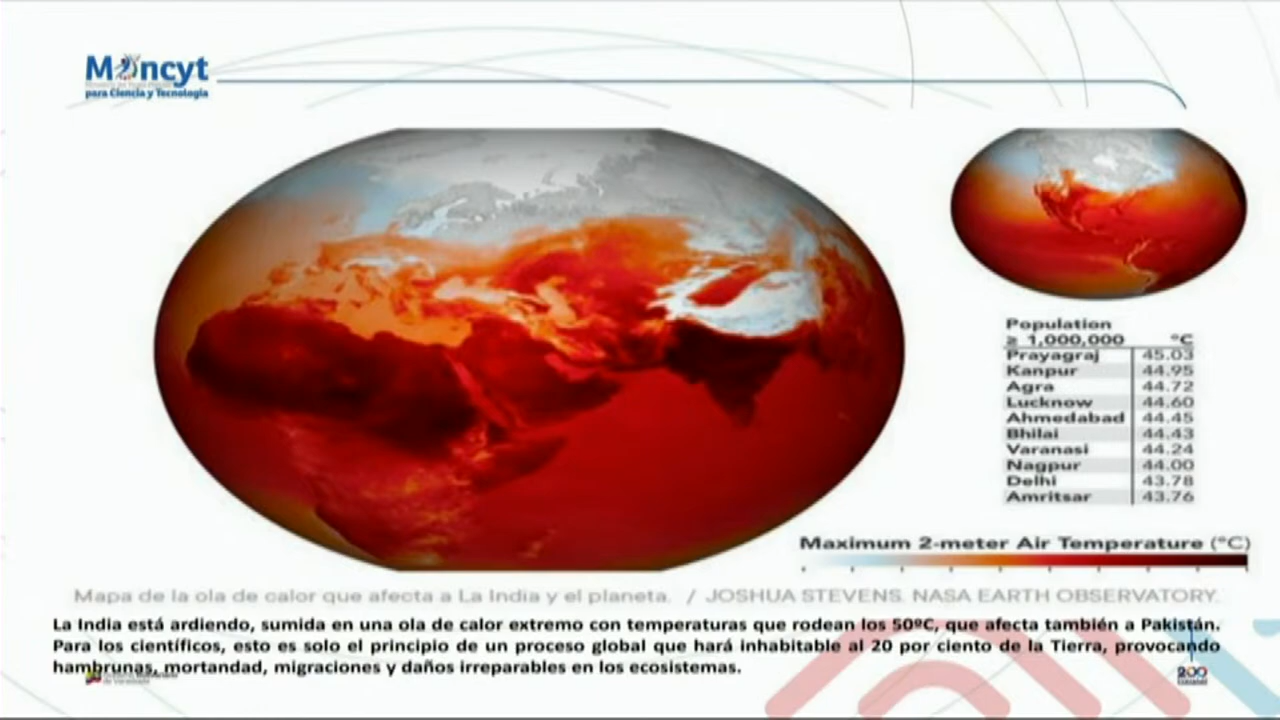 Mincyt
para Ciencia y Tecnología
Population
≥ 1,000,000 °C
Prayagraj 45.03
Kanpur 44.95
Agra 44.72
Lucknow 44.60
Ahmedabad 44.45
Bhilai 44.43
Varanasi 44.24
Nagpur 44.00
Delhi 43.78
Amritsar 43.76
Maximum 2-meter Air Temperature (°C)
Mapa de la ola de calor que afecta a La India y el planeta. / JOSHUA STEVENS. NASA EARTH OBSERVATORY.
La India está ardiendo, sumida en una ola de calor extremo con temperaturas que rodean los 50ºC, que afecta también a Pakistán.
Para los científicos, esto es solo el principio de un proceso global que hará inhabitable al 20 por ciento de la Tierra, provocando
hambrunas, mortandad, migraciones y daños irreparables en los ecosistemas.
200